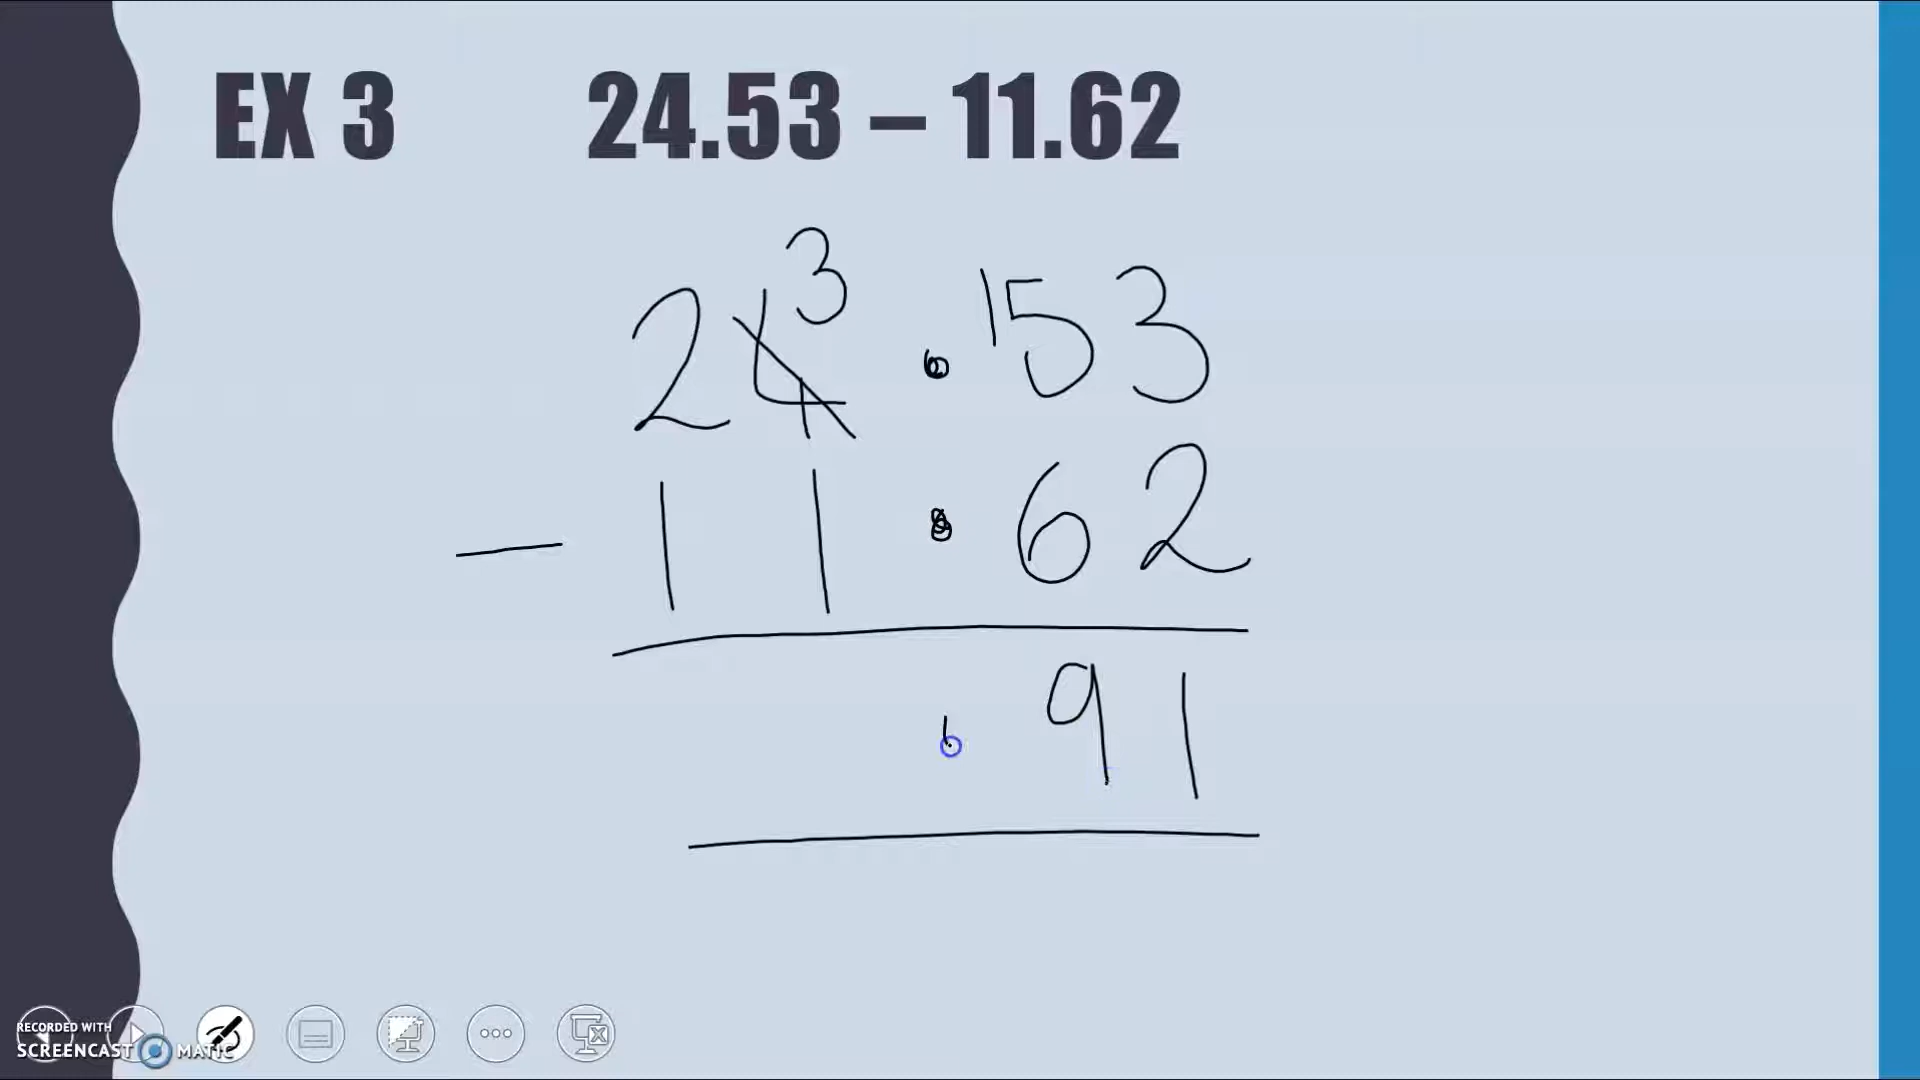 EX 3 24.53 – 11.62
3
24.153
- 11.62
.91
RECORDED WITH
SCREENCAST MATIC